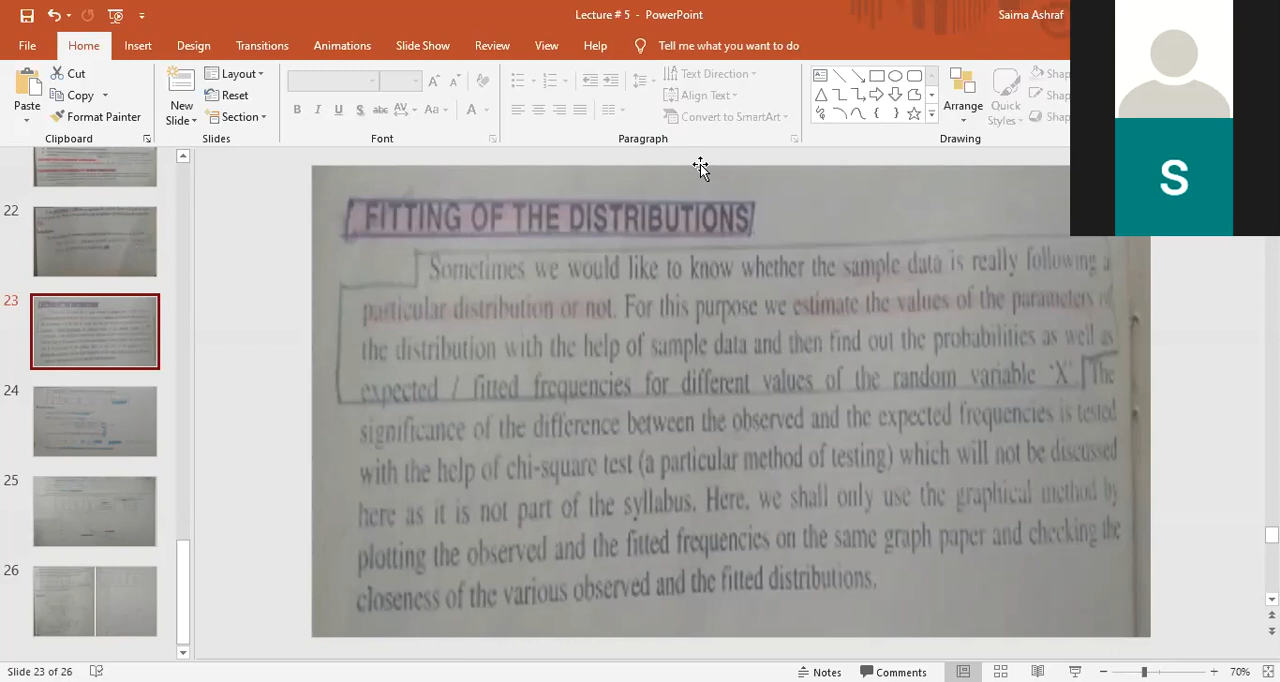 Lecture # 5 - PowerPoint
Saima Ashraf
File Home Insert Design Transitions Animations Slide Show Review View Help Tell me what you want to do
Paste
Cut
Copy
Format Painter
Clipboard
New Slide
Layout
Reset
Section
Slides
B I U S abc AV Aa A
Font
Text Direction
Align Text
Convert to SmartArt
Paragraph
Arrange
Quick Styles
Shap
Shap
Shap
Drawing
S
22
23
24
25
26
FITTING OF THE DISTRIBUTIONS
Sometimes we would like to know whether the sample data is really following a
particular distribution or not. For this purpose we estimate the values of the parameters of
the distribution with the help of sample data and then find out the probabilities as well as
expected / fitted frequencies for different values of the random variable 'X' The
significance of the difference between the observed and the expected frequencies is tested
with the help of chi-square test (a particular method of testing) which will not be discussed
here as it is not part of the syllabus. Here, we shall only use the graphical method by
plotting the observed and the fitted frequencies on the same graph paper and checking the
closeness of the various observed and the fitted distributions.
Slide 23 of 26
Notes
Comments
70%